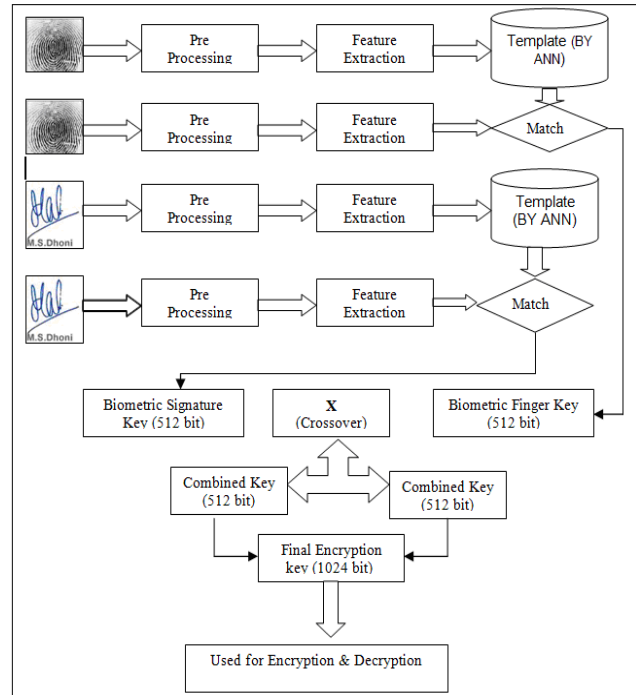 Pre
Processing
Feature
Extraction
Template (BY
ANN)
Pre
Processing
Feature
Extraction
Match
M.S.Dhoni
Pre
Processing
Feature
Extraction
Template
(BY ANN)
M.S.Dhoni
Pre
Processing
Feature
Extraction
Match
Biometric Signature
Key (512 bit)
X
(Crossover)
Biometric Finger Key
(512 bit)
Combined Key
(512 bit)
Combined Key
(512 bit)
Final Encryption
key (1024 bit)
Used for Encryption & Decryption